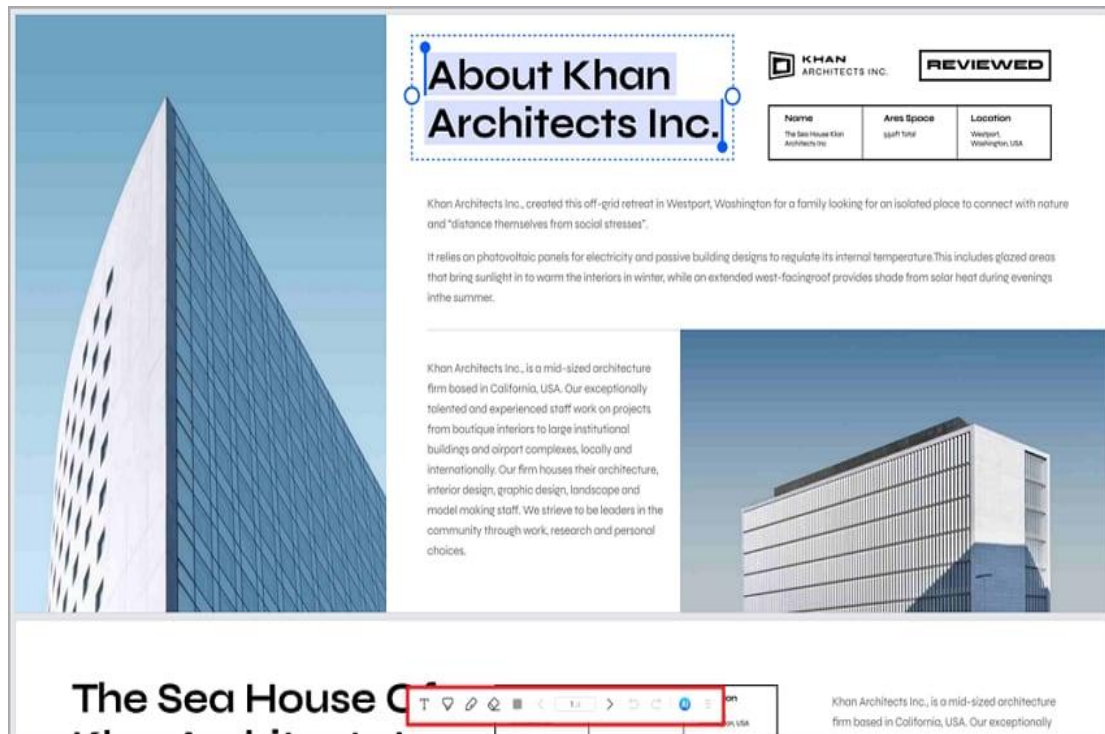 About Khan
Architects Inc.
KHAN
ARCHITECTS INC.
REVIEWED
Name
The Sea House Klan
Architects Inc
Ares Space
550ft Total
Location
Westport,
Washington, USA
Khan Architects Inc., created this off-grid retreat in Westport, Washington for a family looking for an isolated place to connect with nature
and "distance themselves from social stresses".
It relies on photovoltaic panels for electricity and passive building designs to regulate its internal temperature.This includes glazed areas
that bring sunlight in to warm the interiors in winter, while an extended west-facingroof provides shade from solar heat during evenings
inthe summer.
Khan Architects Inc., is a mid-sized architecture
firm based in California, USA. Our exceptionally
talented and experienced staff work on projects
from boutique interiors to large institutional
buildings and airport complexes, locally and
internationally. Our firm houses their architecture,
interior design, graphic design, landscape and
model making staff. We strieve to be leaders in the
community through work, research and personal
choices.
The Sea House Of
T
AI
on
on, USA
Khan Architects Inc., is a mid-sized architecture
firm based in California, USA. Our exceptionally